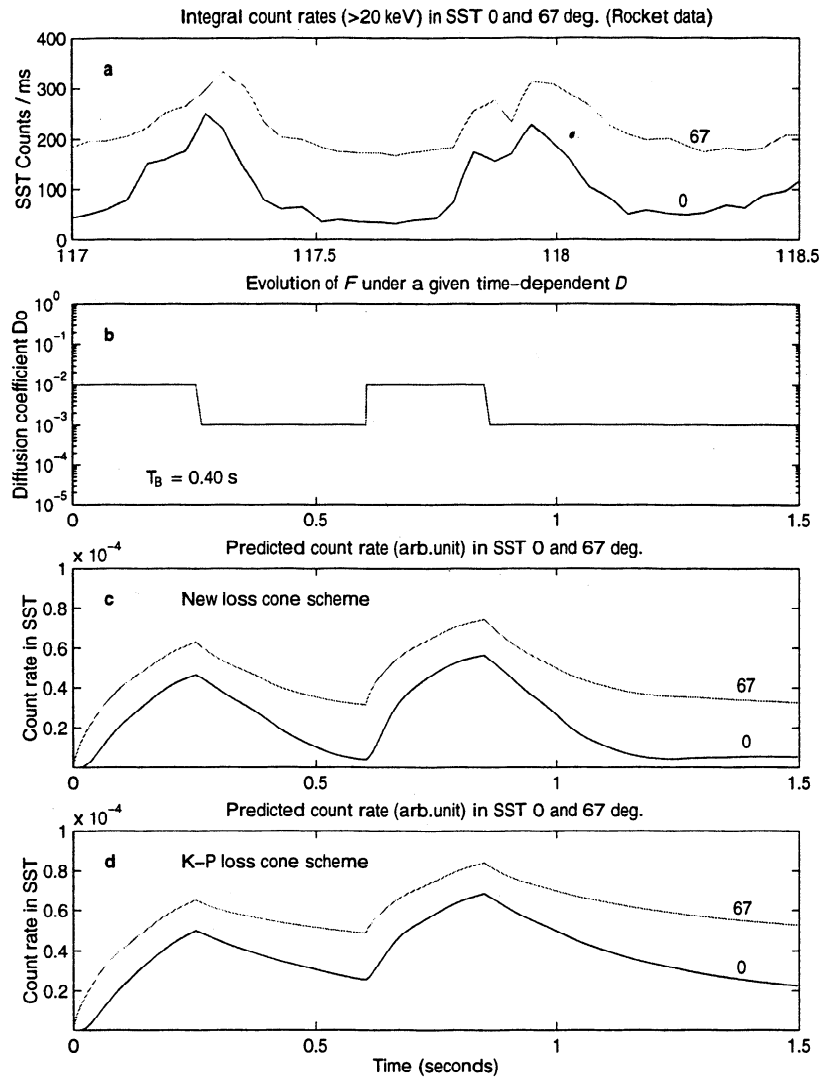 Integral count rates (>20 keV) in SST 0 and 67 deg. (Rocket data)
400
300
200
100
0
SST Counts / ms
a
67
0
117
117.5
118
118.5
Evolution of F under a given time–dependent D
10^0
10^-1
10^-2
10^-3
10^-4
10^-5
Diffusion coefficient Do
b
T_B = 0.40 s
0
0.5
1
1.5
Predicted count rate (arb.unit) in SST 0 and 67 deg.
x 10^-4
1
0.8
0.6
0.4
0.2
Count rate in SST
c
New loss cone scheme
67
0
0
0.5
1
1.5
Predicted count rate (arb.unit) in SST 0 and 67 deg.
x 10^-4
1
0.8
0.6
0.4
0.2
Count rate in SST
d
K–P loss cone scheme
67
0
0
0.5
1
1.5
Time (seconds)